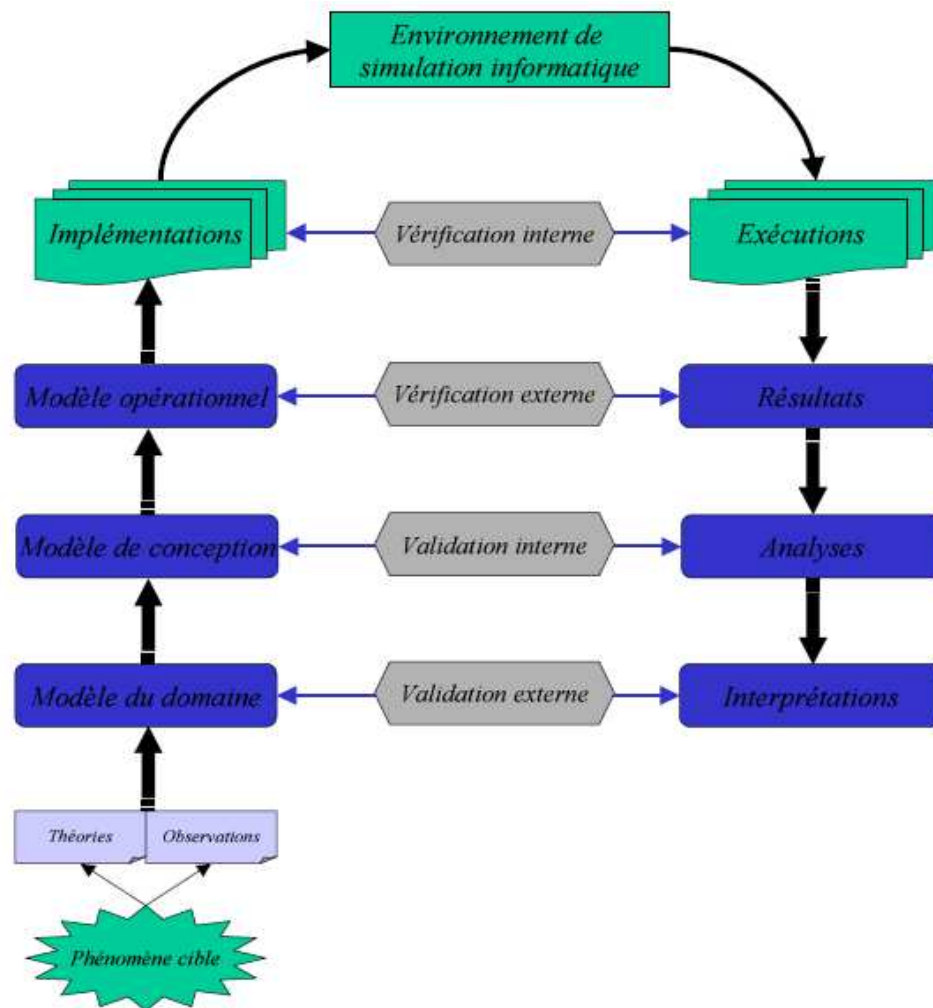 Environnement de
simulation informatique
Implémentations
Vérification interne
Exécutions
Modèle opérationnel
Vérification externe
Résultats
Modèle de conception
Validation interne
Analyses
Modèle du domaine
Validation externe
Interprétations
Théories
Observations
Phénomène cible